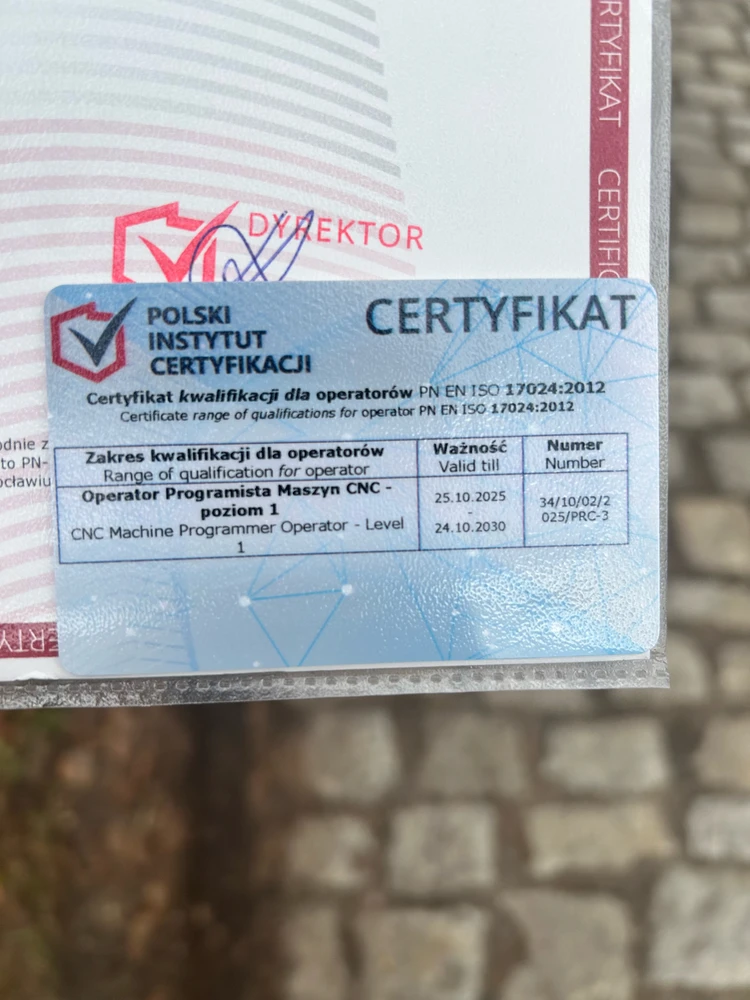 RTYFIKAT CERTIFIC
DYREKTOR
POLSKI
INSTYTUT
CERTYFIKACJI
CERTYFIKAT
Certyfikat kwalifikacji dla operatorów PN EN ISO 17024:2012
Certificate range of qualifications for operator PN EN ISO 17024:2012
odnie z
to PN-
ocławiu
Zakres kwalifikacji dla operatorów
Range of qualification for operator
Ważność
Valid till
Numer
Number
Operator Programista Maszyn CNC -
poziom 1
CNC Machine Programmer Operator - Level
1
25.10.2025
-
24.10.2030
34/10/02/2
025/PRC-3
ERTY